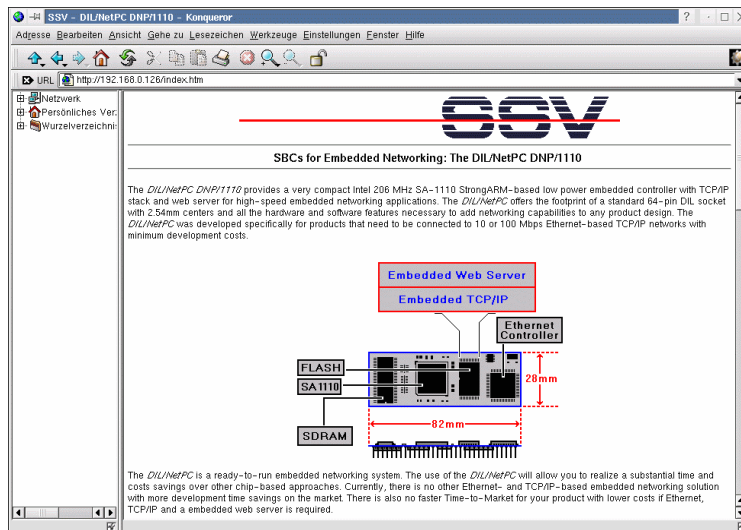 SSV - DIL/NetPC DNP/1110 - Konqueror
Adresse Bearbeiten Ansicht Gehe zu Lesezeichen Werkzeuge Einstellungen Fenster Hilfe
URL http://192.168.0.126/index.htm
Netzwerk
Persönliches Ver:
Wurzelverzeichni:
SSV
SBCs for Embedded Networking: The DIL/NetPC DNP/1110
The DIL/NetPC DNP/1110 provides a very compact Intel 206 MHz SA-1110 StrongARM-based low power embedded controller with TCP/IP
stack and web server for high-speed embedded networking applications. The DIL/NetPC offers the footprint of a standard 64-pin DIL socket
with 2.54mm centers and all the hardware and software features necessary to add networking capabilities to any product design. The
DIL/NetPC was developed specifically for products that need to be connected to 10 or 100 Mbps Ethernet-based TCP/IP networks with
minimum development costs.
Embedded Web Server
Embedded TCP/IP
Ethernet
Controller
FLASH
SA1110
SDRAM
28mm
82mm
The DIL/NetPC is a ready-to-run embedded networking system. The use of the DIL/NetPC will allow you to realize a substantial time and
costs savings over other chip-based approaches. Currently, there is no other Ethernet- and TCP/IP-based embedded networking solution
with more development time savings on the market. There is also no faster Time-to-Market for your product with lower costs if Ethernet,
TCP/IP and a embedded web server is required.